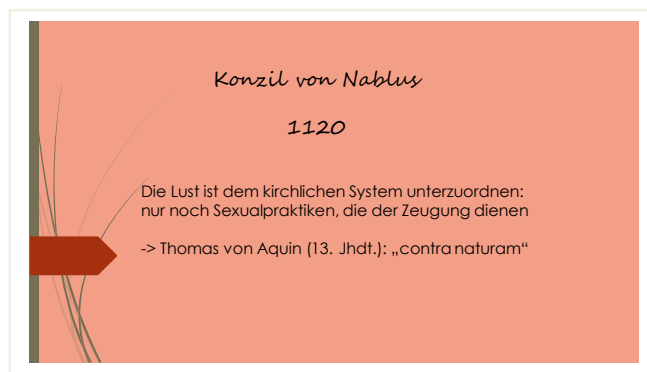 Konzil von Nablus
1120
Die Lust ist dem kirchlichen System unterzuordnen:
nur noch Sexualpraktiken, die der Zeugung dienen
-> Thomas von Aquin (13. Jhdt.): „contra naturam“